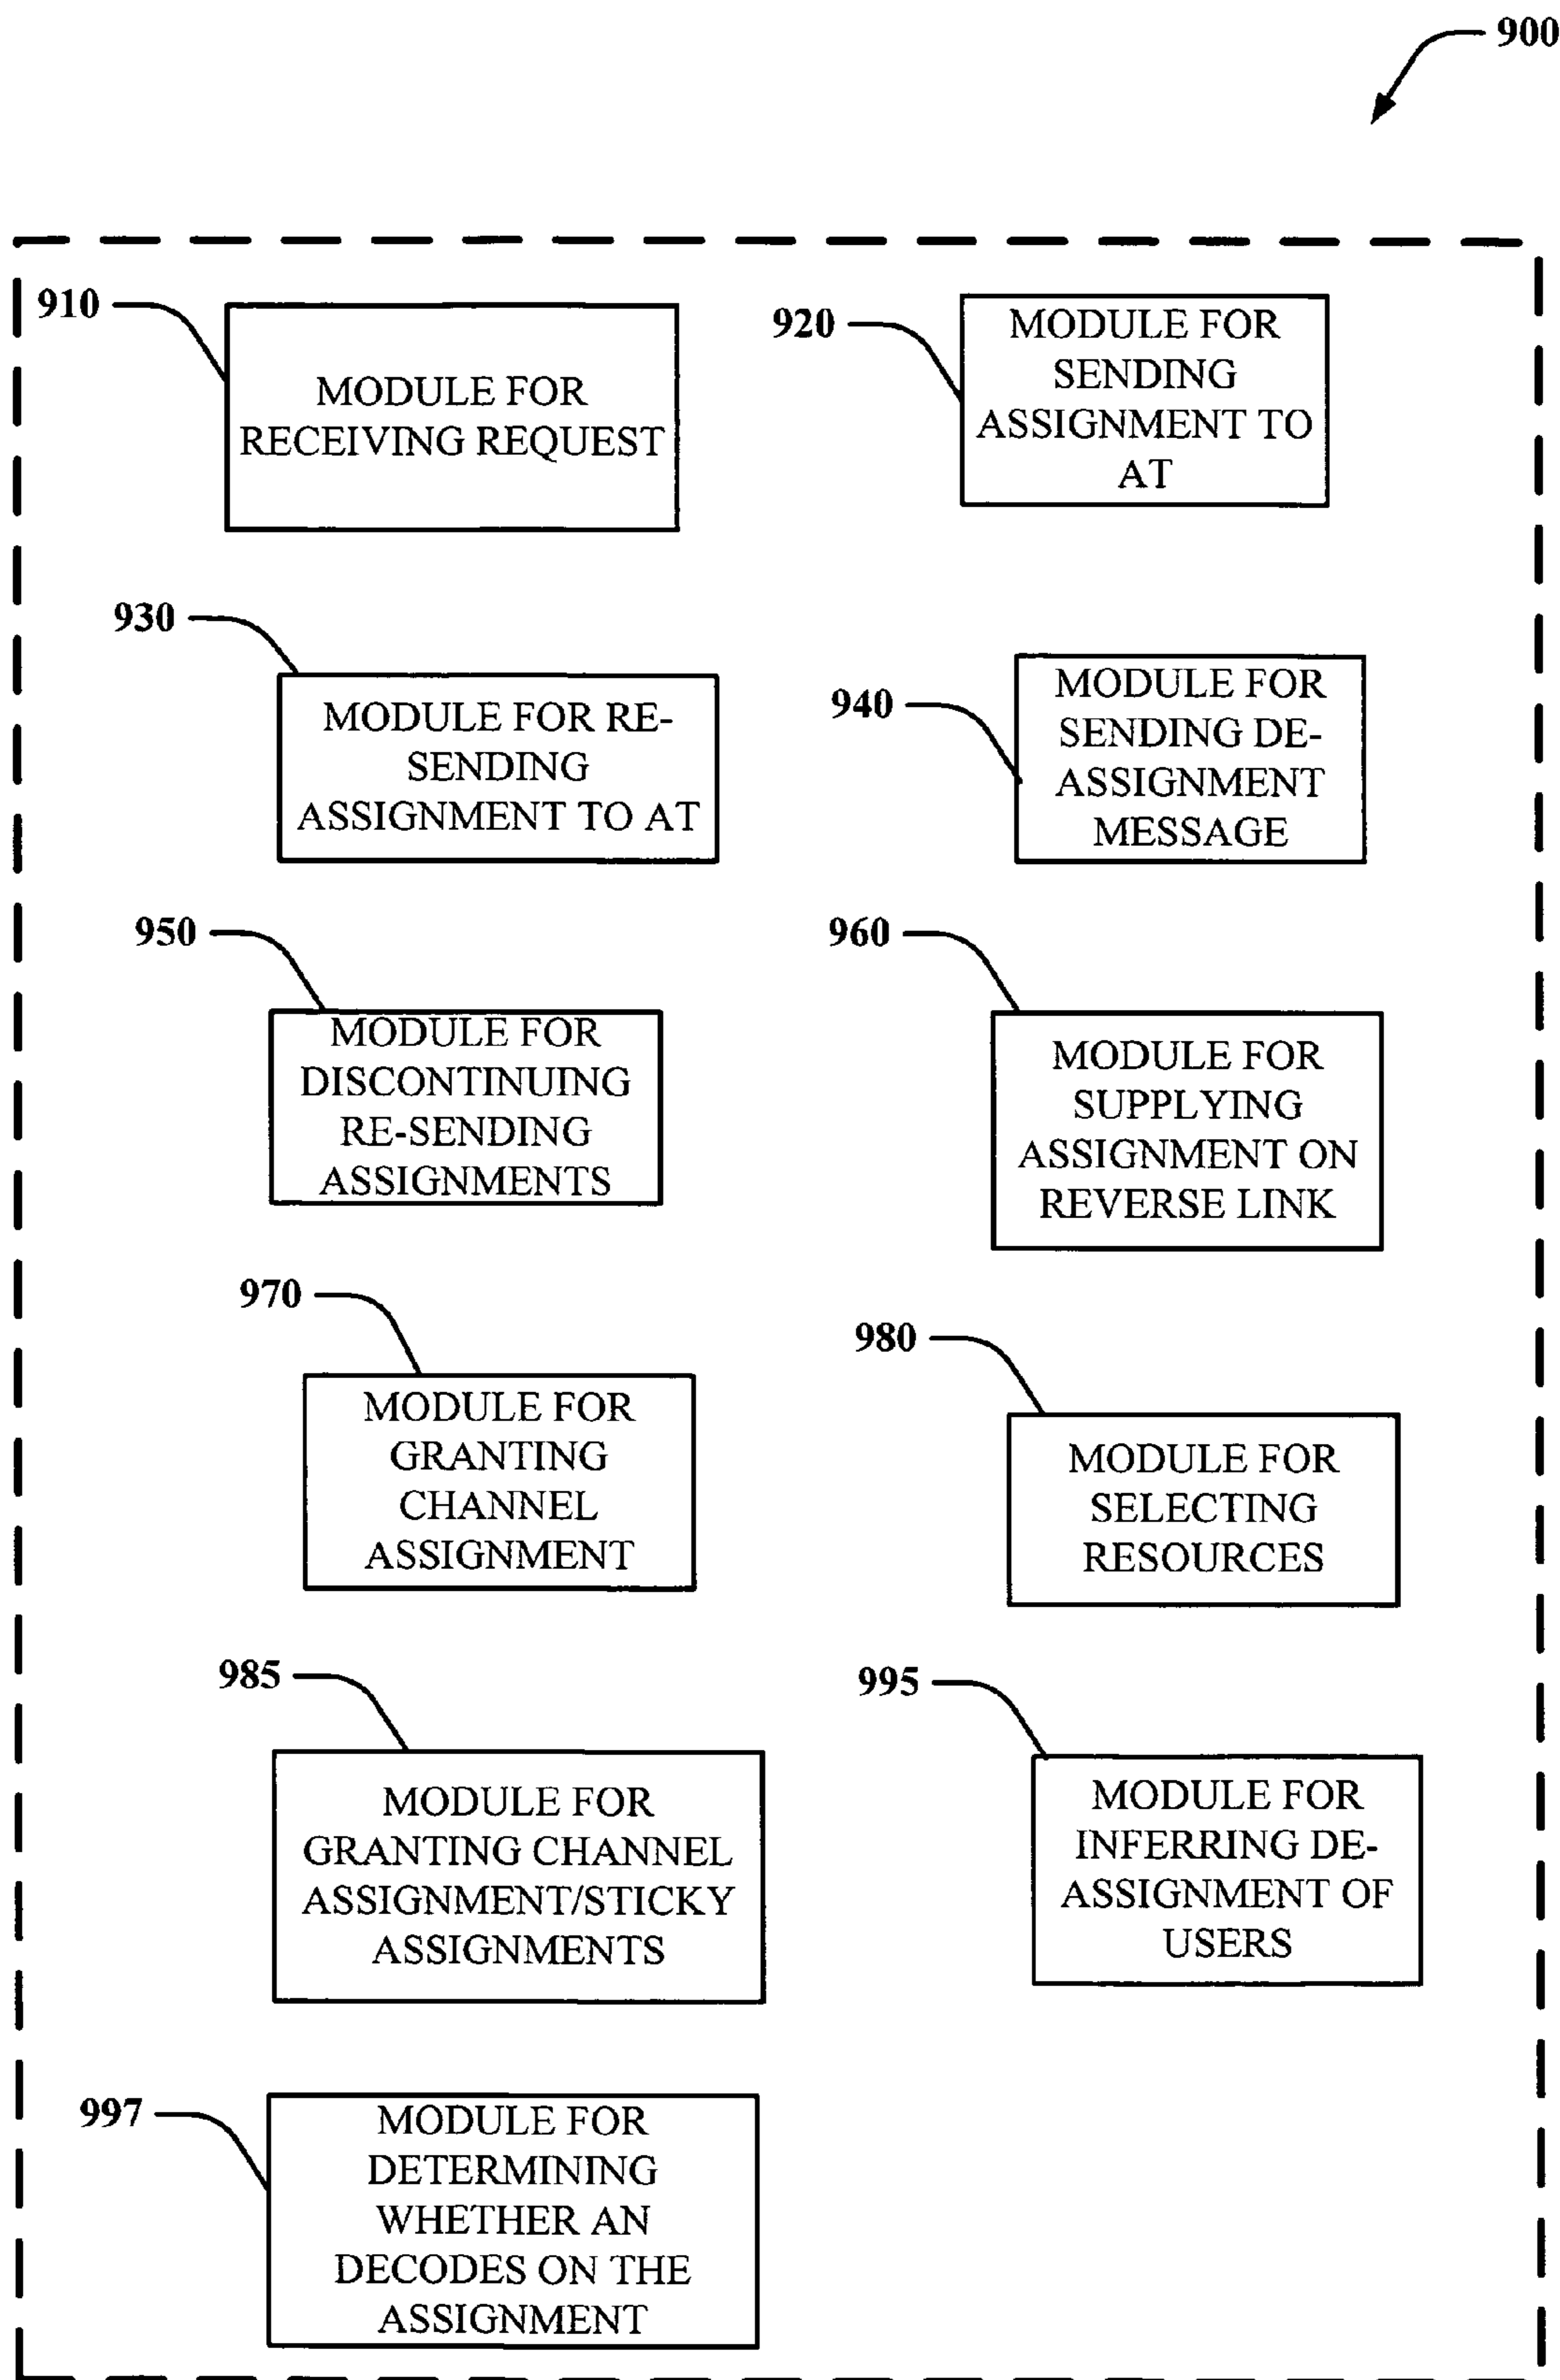 900
910
MODULE FOR
RECEIVING REQUEST
920
MODULE FOR
SENDING
ASSIGNMENT TO
AT
930
MODULE FOR RE-
SENDING
ASSIGNMENT TO AT
940
MODULE FOR
SENDING DE-
ASSIGNMENT
MESSAGE
950
MODULE FOR
DISCONTINUING
RE-SENDING
ASSIGNMENTS
960
MODULE FOR
SUPPLYING
ASSIGNMENT ON
REVERSE LINK
970
MODULE FOR
GRANTING
CHANNEL
ASSIGNMENT
980
MODULE FOR
SELECTING
RESOURCES
985
MODULE FOR
GRANTING CHANNEL
ASSIGNMENT/STICKY
ASSIGNMENTS
995
MODULE FOR
INFERRING DE-
ASSIGNMENT OF
USERS
997
MODULE FOR
DETERMINING
WHETHER AN
DECODES ON THE
ASSIGNMENT